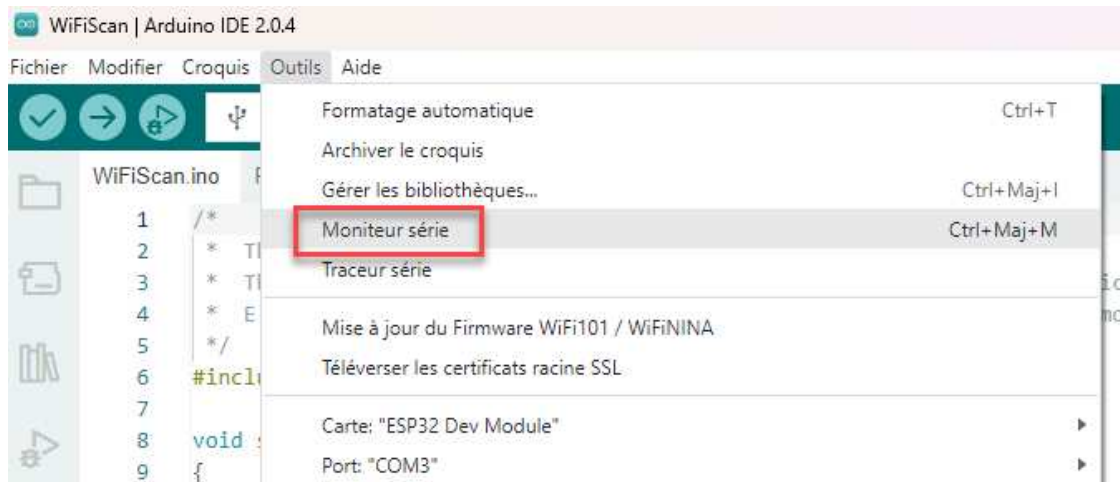 WiFiScan | Arduino IDE 2.0.4
Fichier Modifier Croquis Outils Aide
Formatage automatique Ctrl+T
Archiver le croquis
WiFiScan.ino
Gérer les bibliothèques... Ctrl+Maj+I
1 /*
Moniteur série Ctrl+Maj+M
2 *
Traceur série
3 *
4 * E
Mise à jour du Firmware WiFi101 / WiFiNINA
5 */
Téléverser les certificats racine SSL
6 #inclu
7
Carte: "ESP32 Dev Module"
8 void
Port: "COM3"
9 {